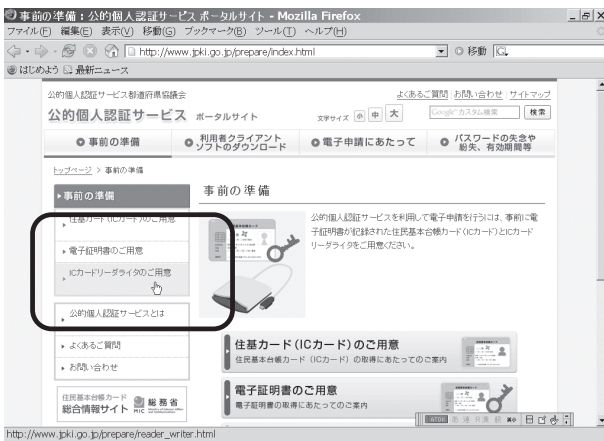 事前の準備：公的個人認証サービス ポータルサイト - Mozilla Firefox
ファイル(F) 編集(E) 表示(V) 移動(G) ブックマーク(B) ツール(T) ヘルプ(H)
http://www.jpki.go.jp/prepare/index.html 移動
はじめよう 最新ニュース
公的個人認証サービス都道府県協議会
よくあるご質問 お問い合わせ サイトマップ
公的個人認証サービス ポータルサイト
文字サイズ 小 中 大 Google カスタム検索 検索
事前の準備 利用者クライアント ソフトのダウンロード 電子申請にあたって パスワードの失念や 紛失、有効期間等
トップページ > 事前の準備
事前の準備
住基カード(ICカード)のご用意
電子証明書のご用意
ICカードリーダライタのご用意
公的個人認証サービスとは
よくあるご質問
お問い合わせ
住民基本台帳カード
総合情報サイト MIC 総務省
事前の準備
公的個人認証サービスを利用して電子申請を行うには、事前に電
子証明書が記録された住民基本台帳カード(ICカード)とICカード
リーダライタをご用意ください。
住基カード(ICカード)のご用意
住民基本台帳カード（ICカード）の取得にあたってのご案内
電子証明書のご用意
電子証明書の取得にあたってのご案内
http://www.jpki.go.jp/prepare/reader_writer.html